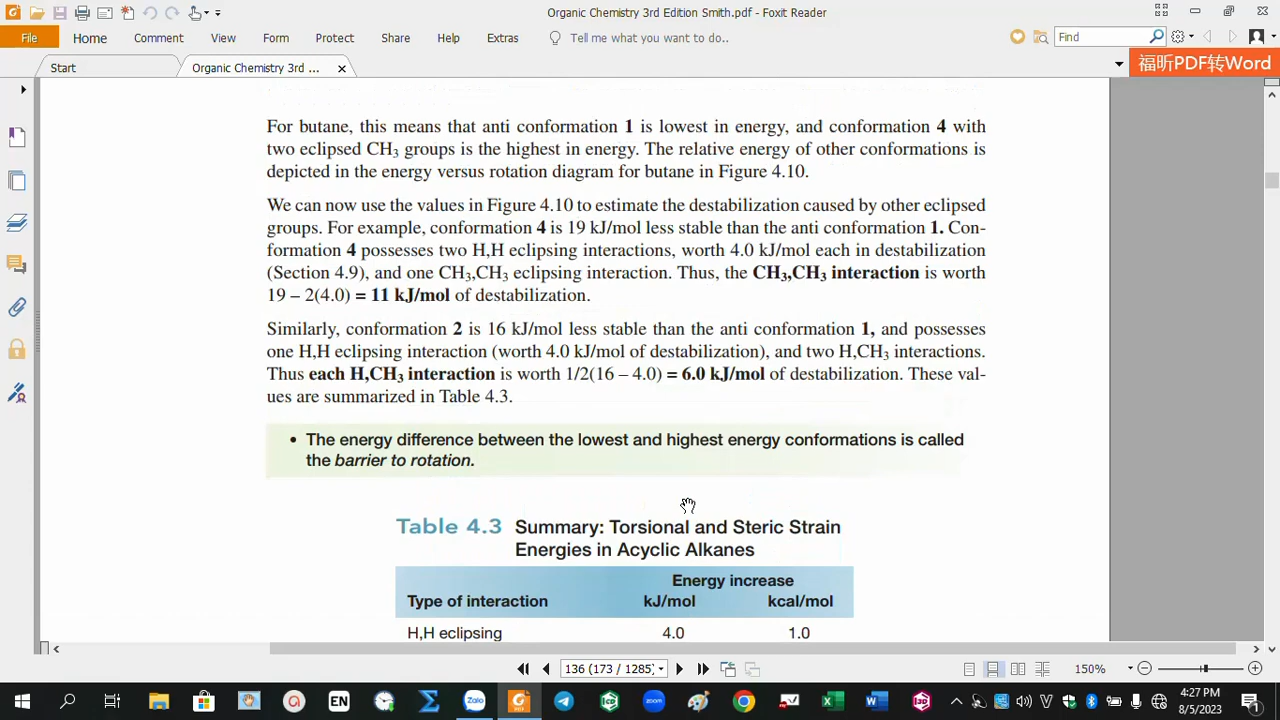 Organic Chemistry 3rd Edition Smith.pdf - Foxit Reader
File Home Comment View Form Protect Share Help Extras Tell me what you want to do.. Find
Start Organic Chemistry 3rd ... 福昕PDF转Word
For butane, this means that anti conformation 1 is lowest in energy, and conformation 4 with
two eclipsed CH₃ groups is the highest in energy. The relative energy of other conformations is
depicted in the energy versus rotation diagram for butane in Figure 4.10.
We can now use the values in Figure 4.10 to estimate the destabilization caused by other eclipsed
groups. For example, conformation 4 is 19 kJ/mol less stable than the anti conformation 1. Con-
formation 4 possesses two H,H eclipsing interactions, worth 4.0 kJ/mol each in destabilization
(Section 4.9), and one CH₃,CH₃ eclipsing interaction. Thus, the CH₃,CH₃ interaction is worth
19 – 2(4.0) = 11 kJ/mol of destabilization.
Similarly, conformation 2 is 16 kJ/mol less stable than the anti conformation 1, and possesses
one H,H eclipsing interaction (worth 4.0 kJ/mol of destabilization), and two H,CH₃ interactions.
Thus each H,CH₃ interaction is worth 1/2(16 – 4.0) = 6.0 kJ/mol of destabilization. These val-
ues are summarized in Table 4.3.
• The energy difference between the lowest and highest energy conformations is called
the barrier to rotation.
Table 4.3 Summary: Torsional and Steric Strain
Energies in Acyclic Alkanes
Energy increase
Type of interaction kJ/mol kcal/mol
H,H eclipsing 4.0 1.0
136 (173 / 1285) 150%
EN zoom 4:27 PM
8/5/2023